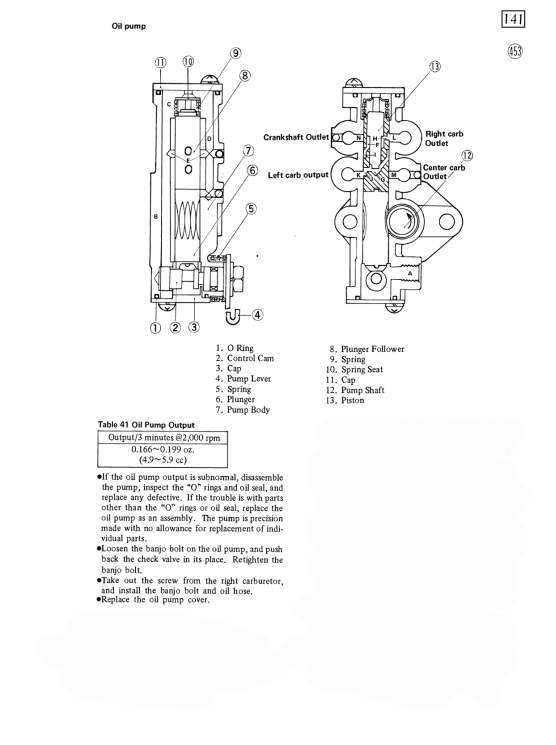 141
Oil pump
453
9
11
10
8
13
C
Crankshaft Outlet
N
H
F
L
Right carb
Outlet
D
E
I
7
12
Left carb output
K
J
G
M
Center carb
Outlet
6
B
5
A
4
1
2
3
1. O Ring
2. Control Cam
3. Cap
4. Pump Lever
5. Spring
6. Plunger
7. Pump Body
8. Plunger Follower
9. Spring
10. Spring Seat
11. Cap
12. Pump Shaft
13. Piston
Table 41 Oil Pump Output
Output/3 minutes @2,000 rpm
0.166~0.199 oz.
(4.9~5.9 cc)
●If the oil pump output is subnormal, disassemble
the pump, inspect the “O” rings and oil seal, and
replace any defective. If the trouble is with parts
other than the “O” rings or oil seal, replace the
oil pump as an assembly. The pump is precision
made with no allowance for replacement of indi-
vidual parts.
●Loosen the banjo bolt on the oil pump, and push
back the check valve in its place. Retighten the
banjo bolt.
●Take out the screw from the right carburetor,
and install the banjo bolt and oil hose.
●Replace the oil pump cover.